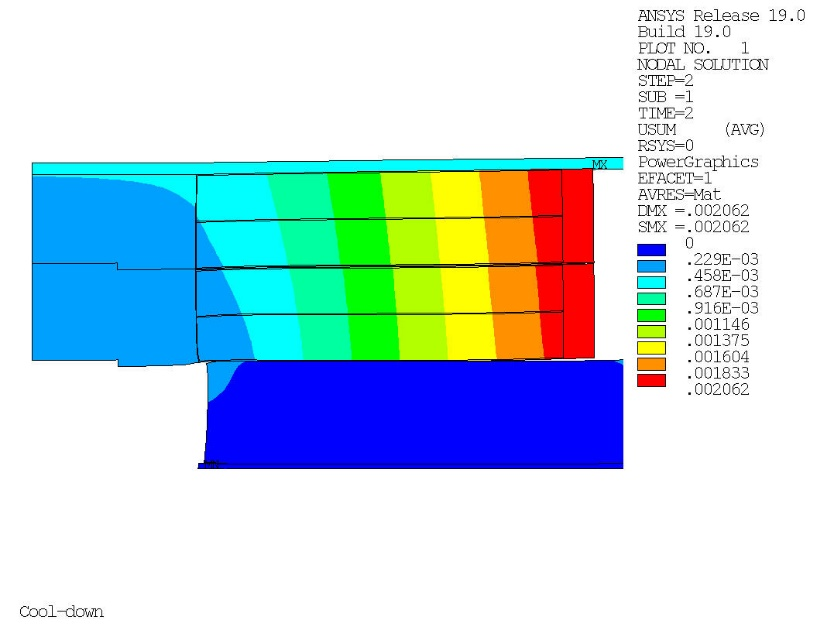 ANSYS Release 19.0
Build 19.0
PLOT NO.   1
NODAL SOLUTION
STEP=2
SUB =1
TIME=2
USUM     (AVG)
RSYS=0
PowerGraphics
EFACET=1
AVRES=Mat
DMX =.002062
SMX =.002062
0
.229E-03
.458E-03
.687E-03
.916E-03
.001146
.001375
.001604
.001833
.002062
MX
Cool-down